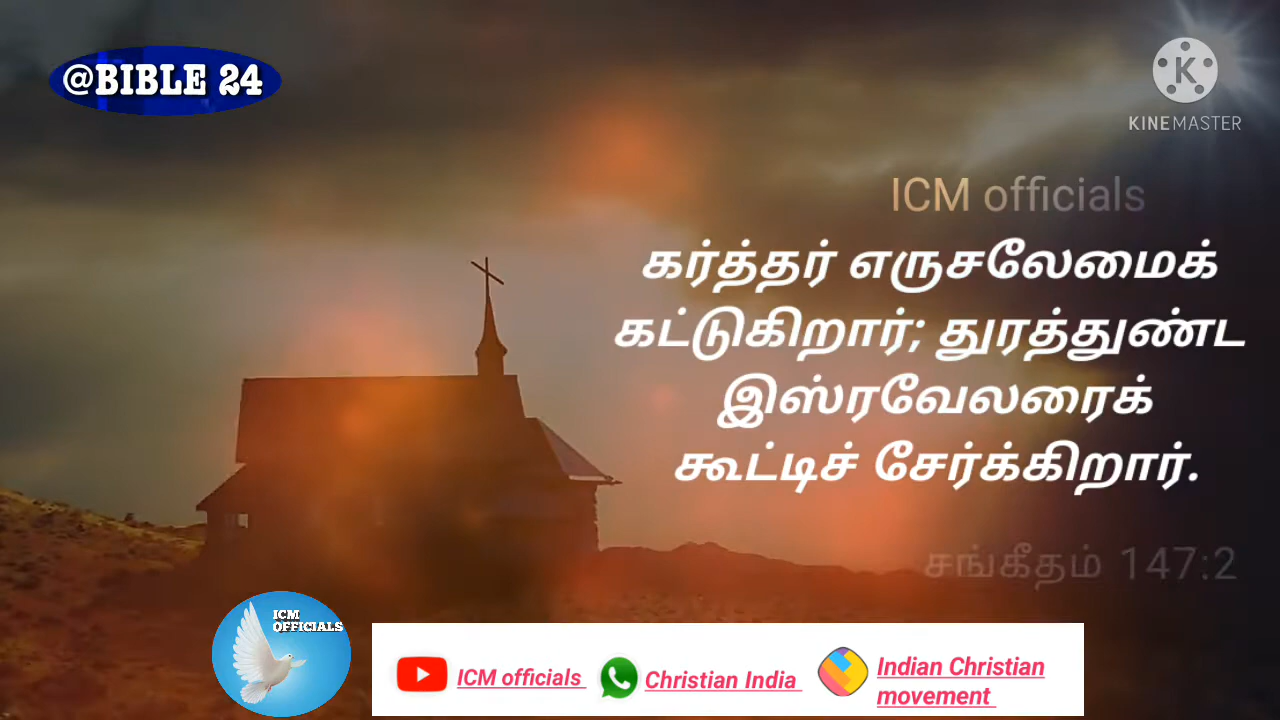 @BIBLE 24
KINEMASTER
ICM officials
கர்த்தர் எருசலேமைக்
கட்டுகிறார்; துரத்துண்ட
இஸ்ரவேலரைக்
கூட்டிச் சேர்க்கிறார்.
சங்கீதம் 147:2
ICM
OFFICIALS
ICM officials
Christian India
Indian Christian
movement